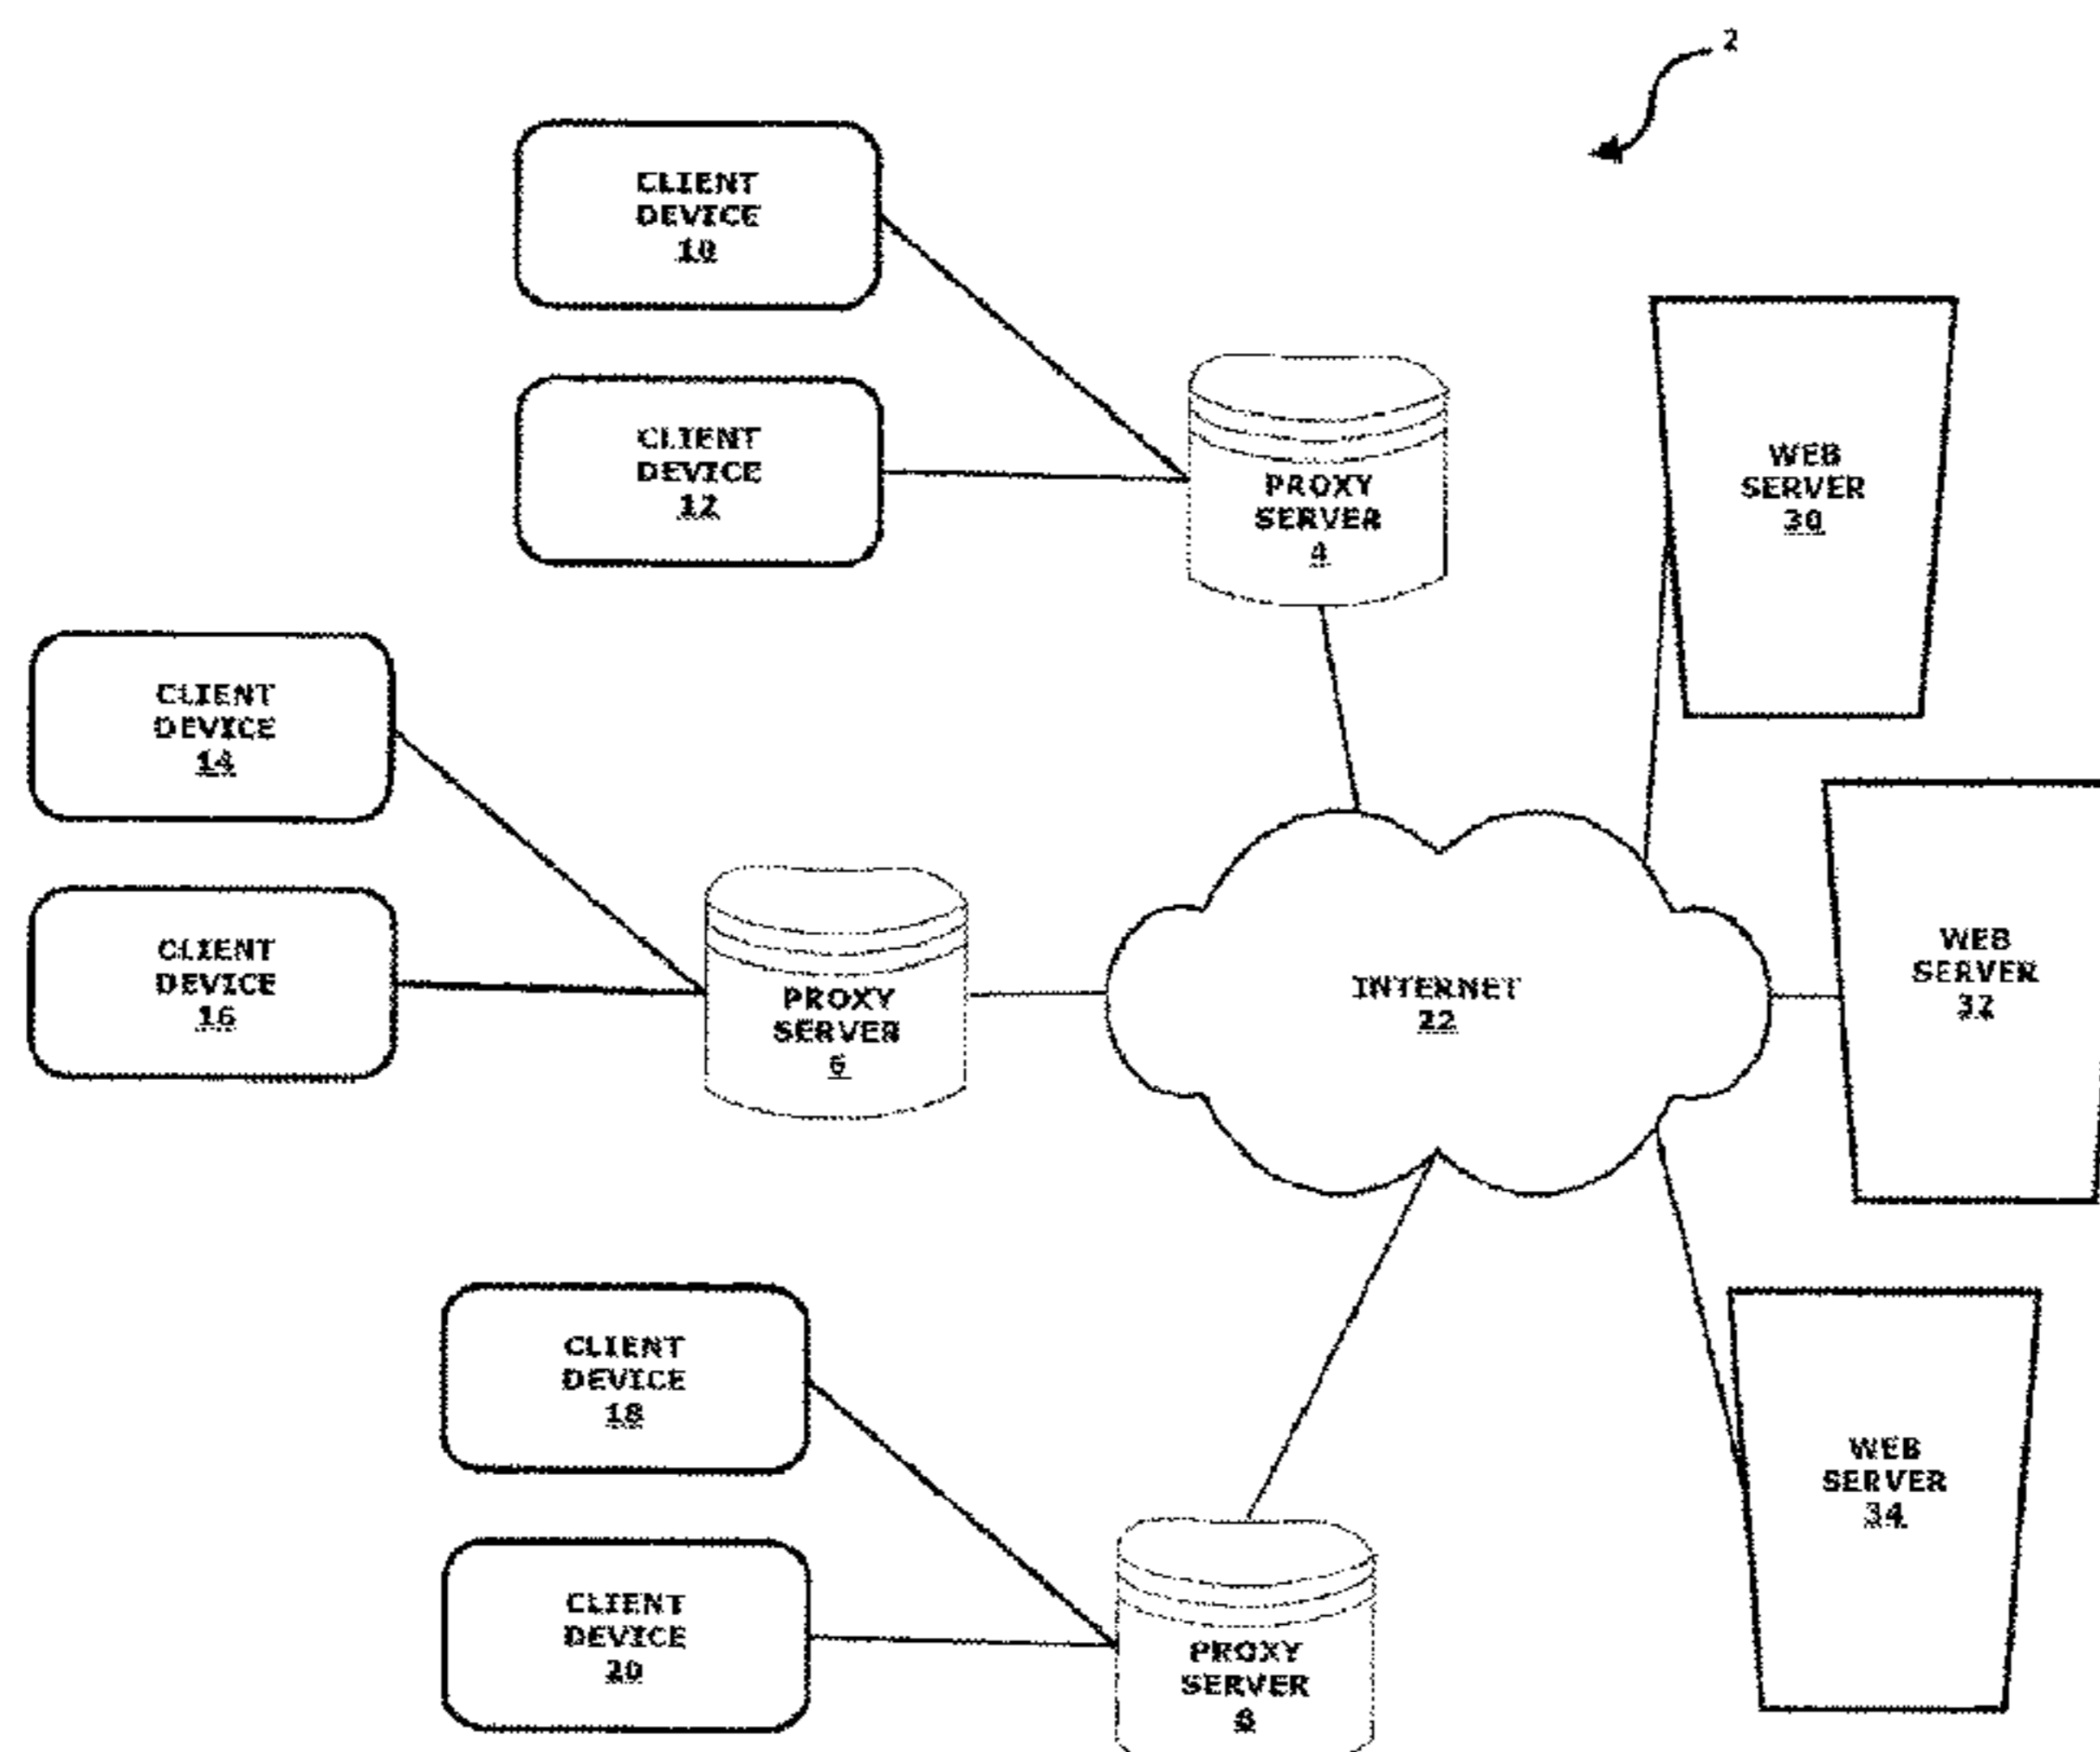 2
CLIENT
DEVICE
10
CLIENT
DEVICE
12
PROXY
SERVER
4
WEB
SERVER
30
CLIENT
DEVICE
14
CLIENT
DEVICE
16
PROXY
SERVER
6
INTERNET
22
WEB
SERVER
32
CLIENT
DEVICE
18
CLIENT
DEVICE
20
PROXY
SERVER
8
WEB
SERVER
34